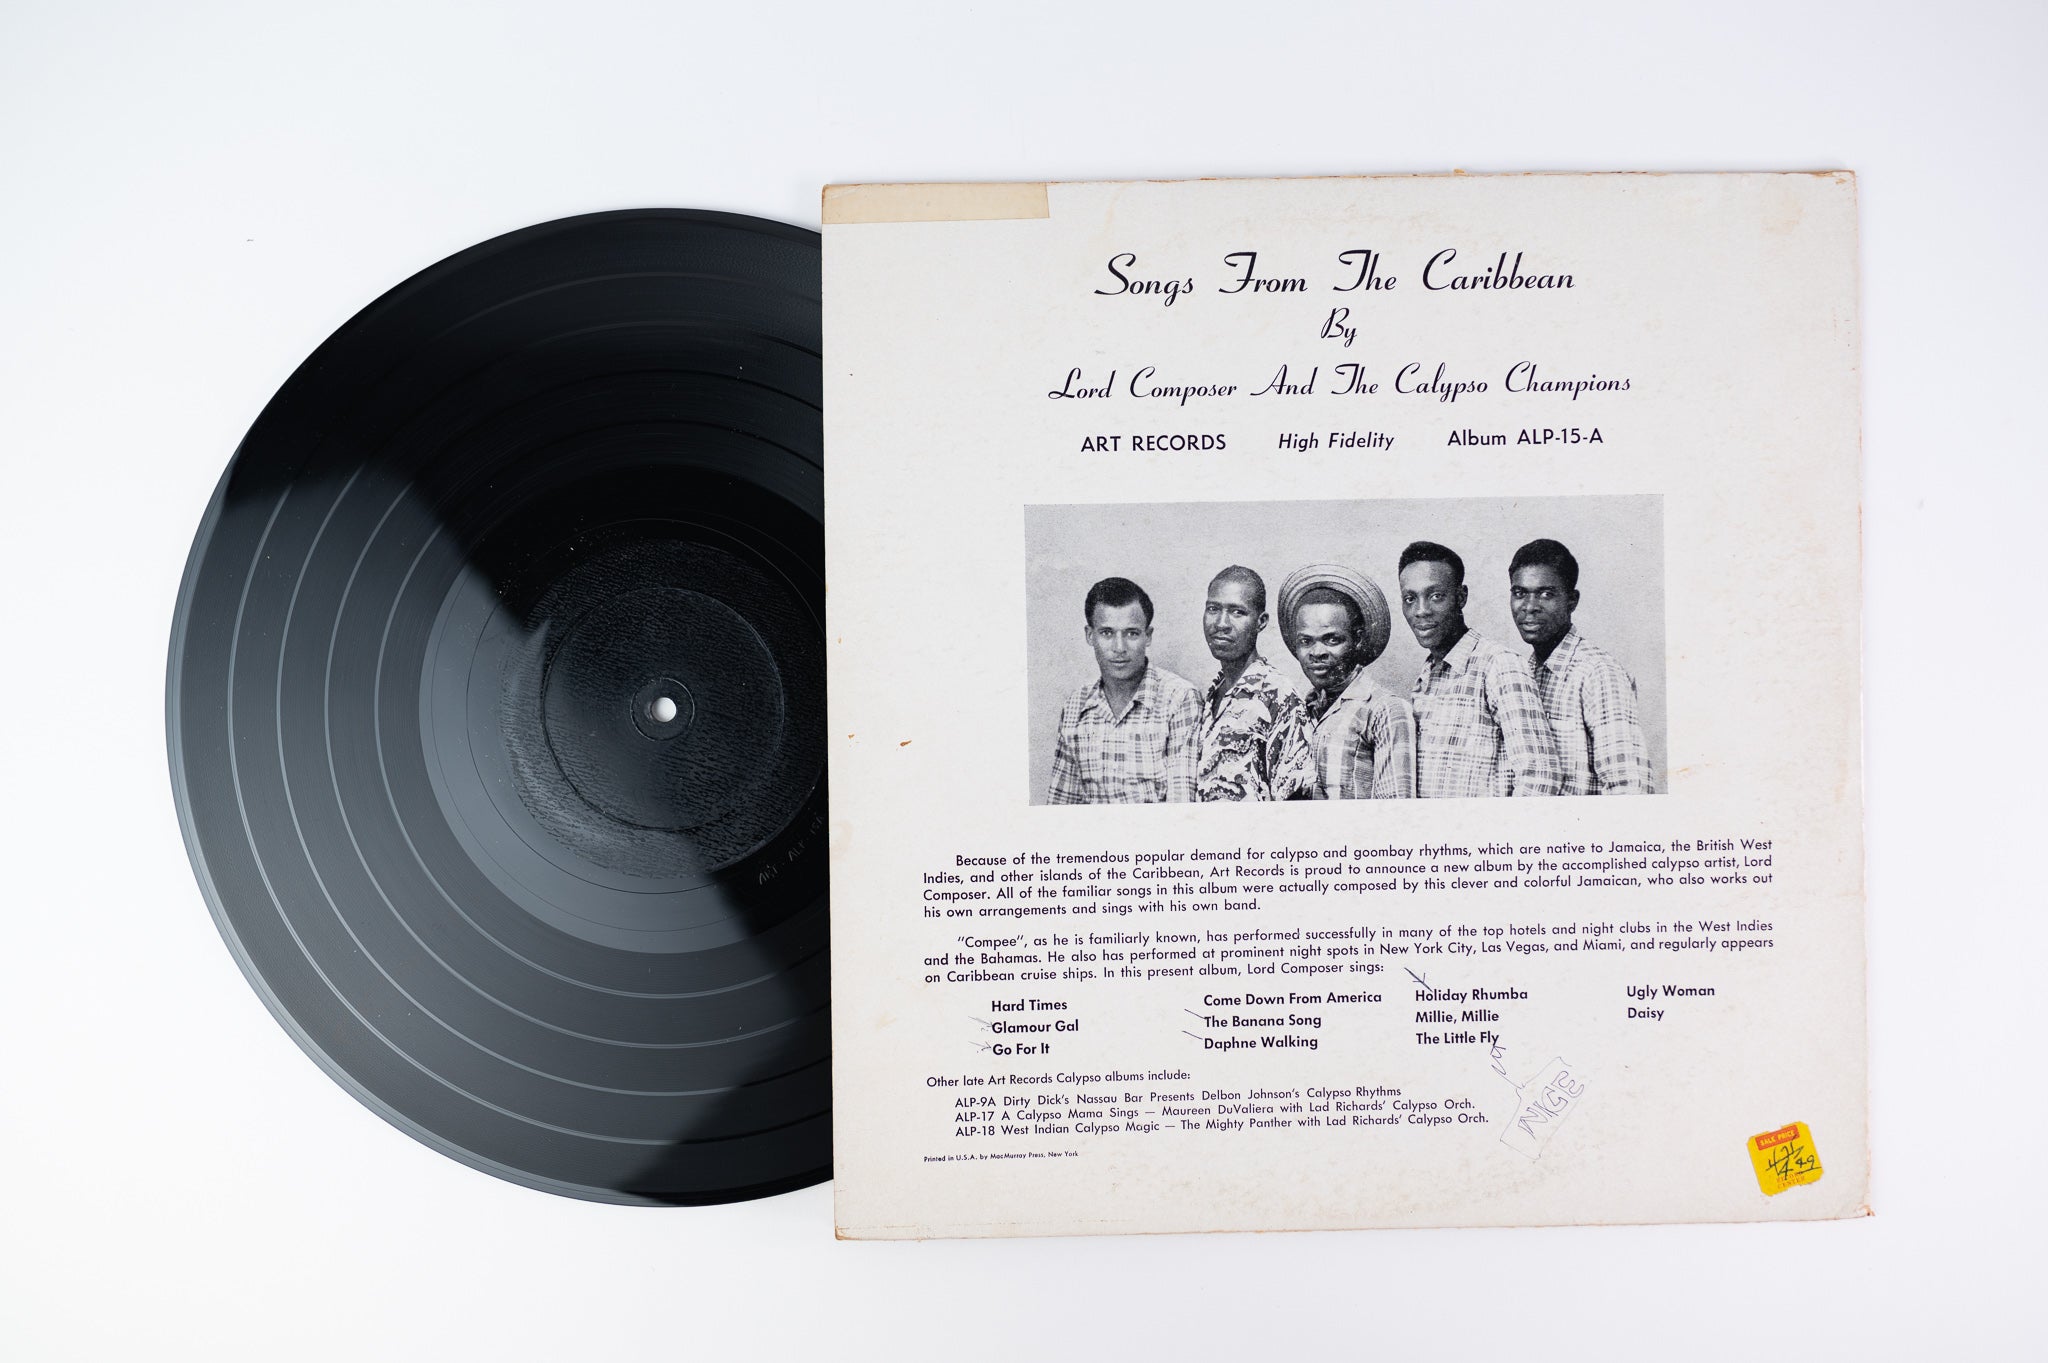 Songs From The Caribbean
By
Lord Composer And The Calypso Champions
ART RECORDS High Fidelity Album ALP-15-A
Because of the tremendous popular demand for calypso and goombay rhythms, which are native to Jamaica, the British West
Indies, and other islands of the Caribbean, Art Records is proud to announce a new album by the accomplished calypso artist, Lord
Composer. All of the familiar songs in this album were actually composed by this clever and colorful Jamaican, who also works out
his own arrangements and sings with his own band.
"Compee", as he is familiarly known, has performed successfully in many of the top hotels and night clubs in the West Indies
and the Bahamas. He also has performed at prominent night spots in New York City, Las Vegas, and Miami, and regularly appears
on Caribbean cruise ships. In this present album, Lord Composer sings:
Hard Times
Glamour Gal
Go For It
Come Down From America
The Banana Song
Daphne Walking
Holiday Rhumba
Millie, Millie
The Little Fly
Ugly Woman
Daisy
Other late Art Records Calypso albums include:
ALP-9A Dirty Dick's Nassau Bar Presents Delbon Johnson's Calypso Rhythms
ALP-17 A Calypso Mama Sings — Maureen DuValiera with Lad Richards' Calypso Orch.
ALP-18 West Indian Calypso Magic — The Mighty Panther with Lad Richards' Calypso Orch.
Printed in U.S.A. by MacMurray Press, New York
SALE PRICE
CENTER